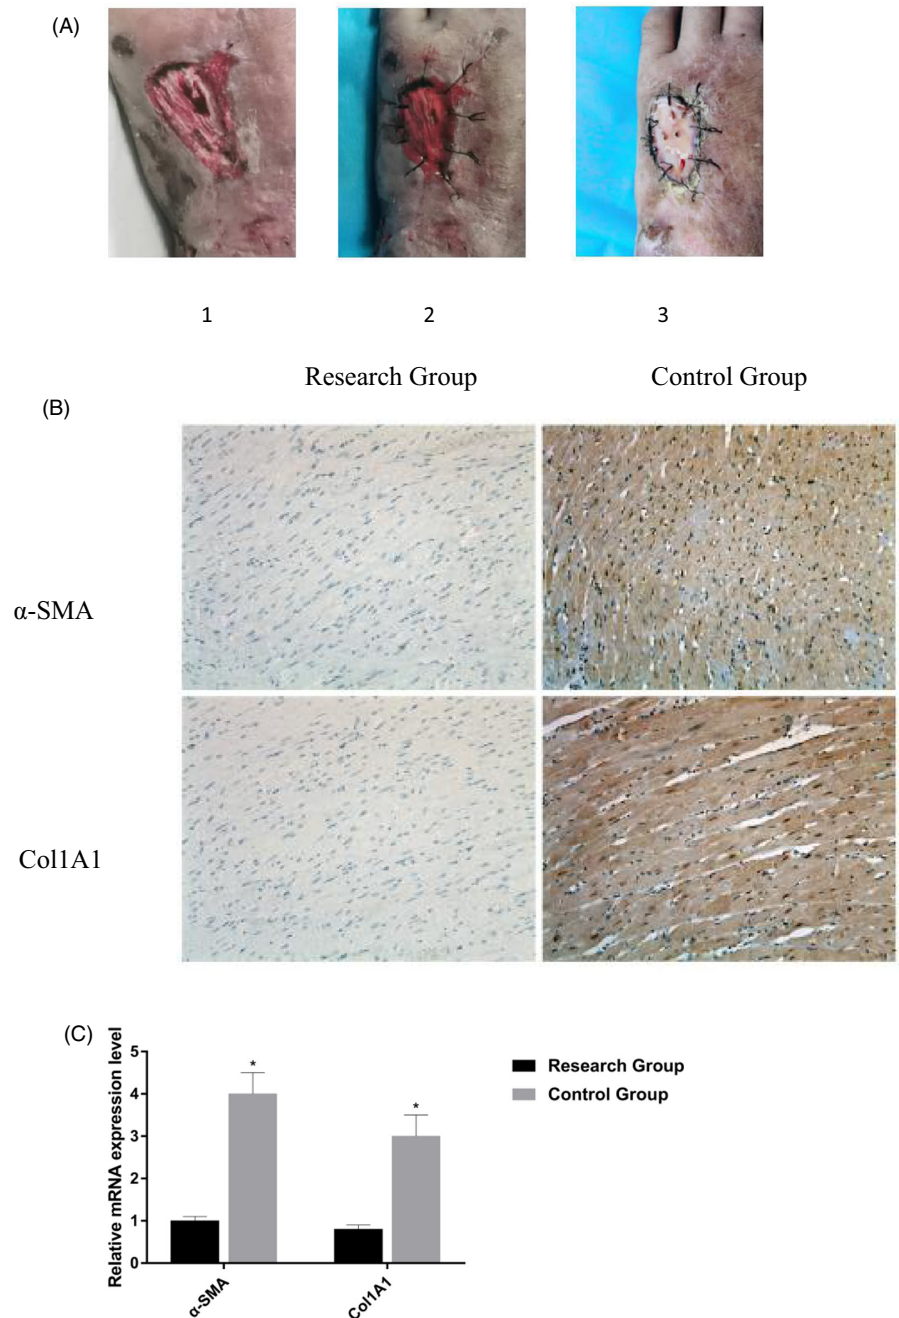 (A)
1 2 3
Research Group Control Group
(B)
α-SMA
Col1A1
(C)
Relative mRNA expression level
5
4
3
2
1
0
*
*
α-SMA
Col1A1
Research Group
Control Group